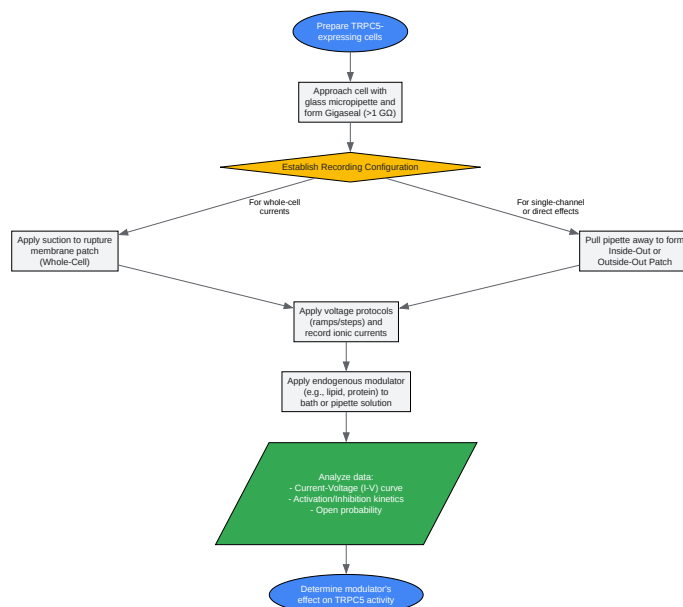 Prepare TRPC5-
expressing cells
Approach cell with
glass micropipette and
form Gigaseal (>1 GΩ)
Establish Recording Configuration
For whole-cell
currents
For single-channel
or direct effects
Apply suction to rupture
membrane patch
(Whole-Cell)
Pull pipette away to form
Inside-Out or
Outside-Out Patch
Apply voltage protocols
(ramps/steps) and
record ionic currents
Apply endogenous modulator
(e.g., lipid, protein) to
bath or pipette solution
Analyze data:
- Current-Voltage (I-V) curve
- Activation/Inhibition kinetics
- Open probability
Determine modulator's
effect on TRPC5 activity